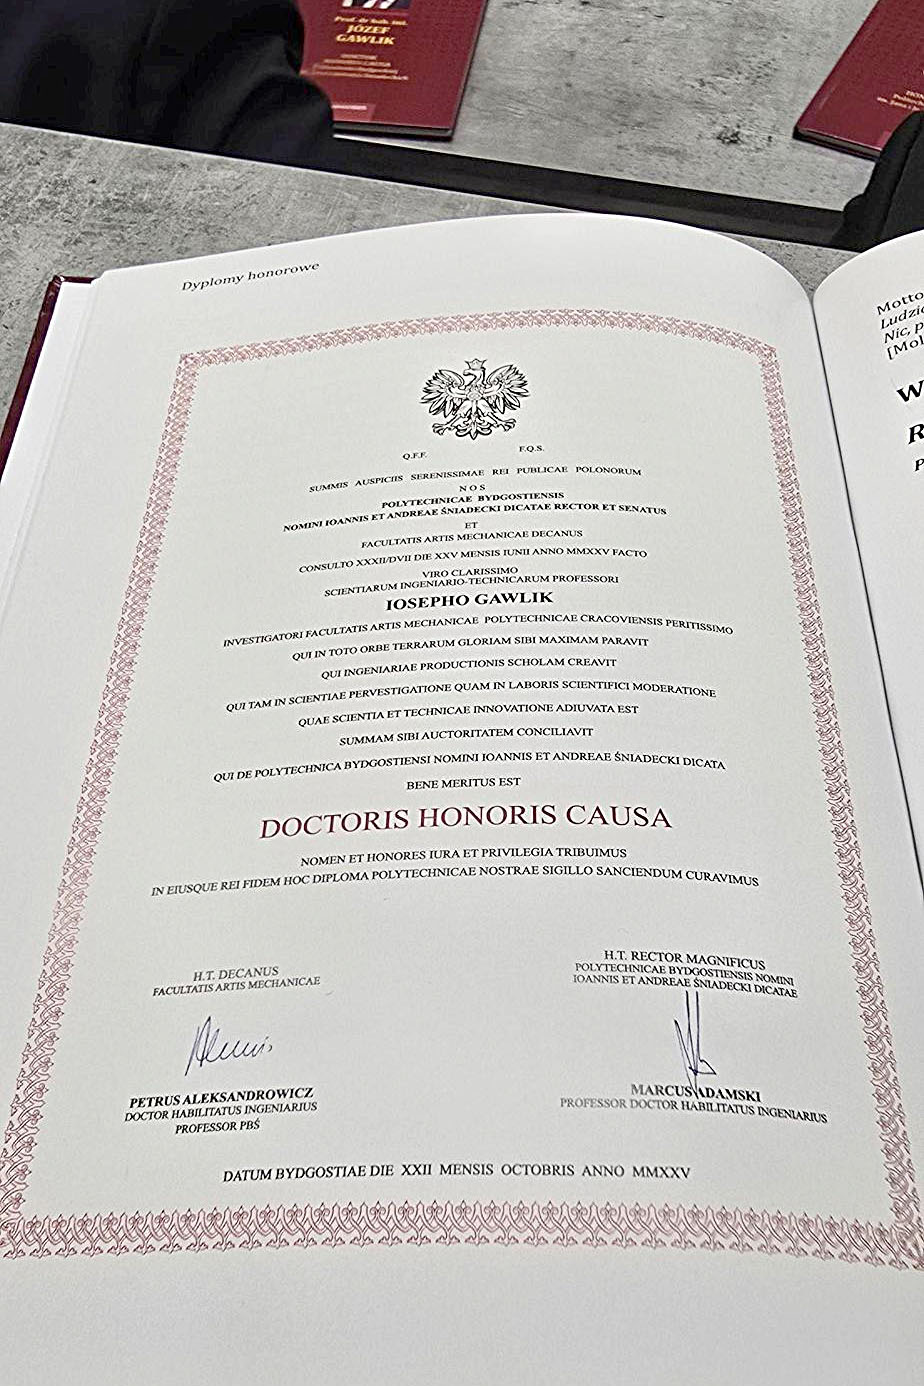 Prof. dr hab. inż.
JÓZEF
GAWLIK
Dyplomy honorowe
Q.F.F. F.Q.S.
SUMMIS AUSPICIIS SERENISSIMAE REI PUBLICAE POLONORUM
NOS
POLYTECHNICAE BYDGOSTIENSIS
NOMINI IOANNIS ET ANDREAE ŚNIADECKI DICATAE RECTOR ET SENATUS
ET
FACULTATIS ARTIS MECHANICAE DECANUS
CONSULTO XXXII/DVII DIE XXV MENSIS IUNII ANNO MMXXV FACTO
VIRO CLARISSIMO
SCIENTIARUM INGENIARIO-TECHNICARUM PROFESSORI
IOSEPHO GAWLIK
INVESTIGATORI FACULTATIS ARTIS MECHANICAE POLYTECHNICAE CRACOVIENSIS PERITISSIMO
QUI IN TOTO ORBE TERRARUM GLORIAM SIBI MAXIMAM PARAVIT
QUI INGENIARIAE PRODUCTIONIS SCHOLAM CREAVIT
QUI TAM IN SCIENTIAE PERVESTIGATIONE QUAM IN LABORIS SCIENTIFICI MODERATIONE
QUAE SCIENTIA ET TECHNICAE INNOVATIONE ADIUVATA EST
SUMMAM SIBI AUCTORITATEM CONCILIAVIT
QUI DE POLYTECHNICA BYDGOSTIENSI NOMINI IOANNIS ET ANDREAE ŚNIADECKI DICATA
BENE MERITUS EST
DOCTORIS HONORIS CAUSA
NOMEN ET HONORES IURA ET PRIVILEGIA TRIBUIMUS
IN EIUSQUE REI FIDEM HOC DIPLOMA POLYTECHNICAE NOSTRAE SIGILLO SANCIENDUM CURAVIMUS
H.T. DECANUS
FACULTATIS ARTIS MECHANICAE
PETRUS ALEKSANDROWICZ
DOCTOR HABILITATUS INGENIARIUS
PROFESSOR PBŚ
H.T. RECTOR MAGNIFICUS
POLYTECHNICAE BYDGOSTIENSIS NOMINI
IOANNIS ET ANDREAE ŚNIADECKI DICATAE
MARCUS ADAMSKI
PROFESSOR DOCTOR HABILITATUS INGENIARIUS
DATUM BYDGOSTIAE DIE XXII MENSIS OCTOBRIS ANNO MMXXV
Motto
Nic, p
[Mol
W
R
P